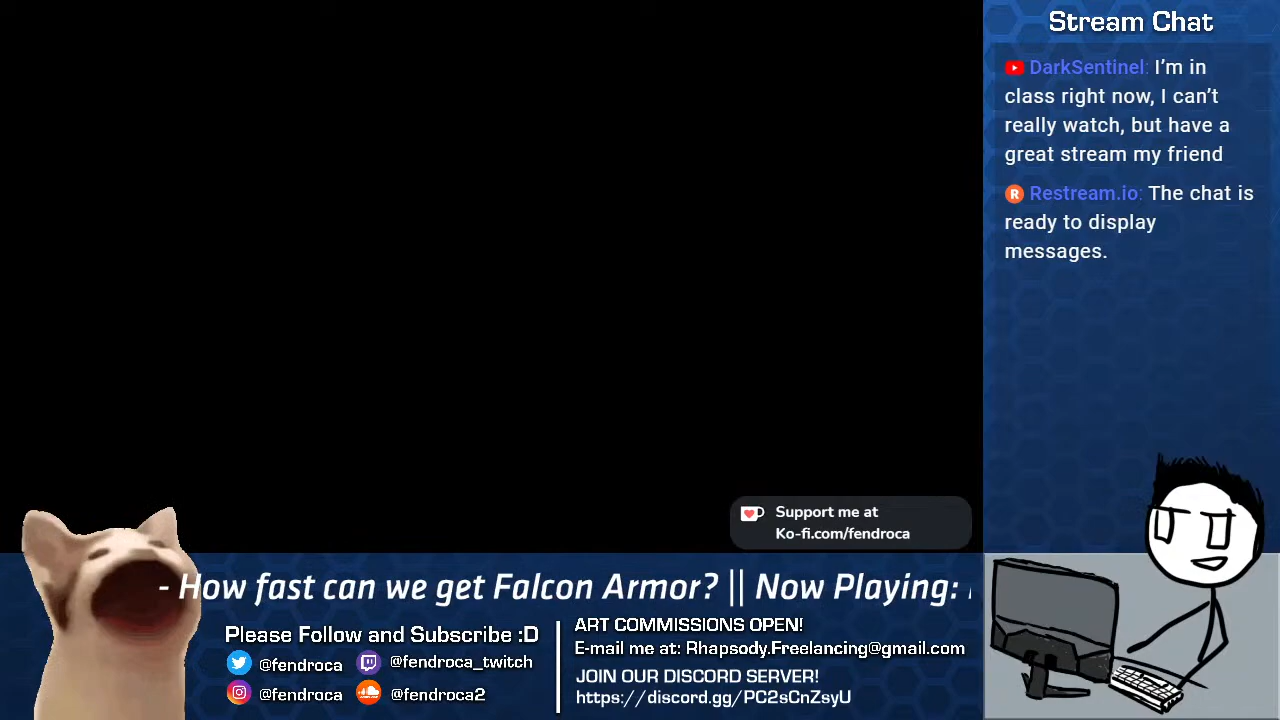 Stream Chat
DarkSentinel: I'm in
class right now, I can't
really watch, but have a
great stream my friend
R Restream.io: The chat is
ready to display
messages.
Support me at
Ko-fi.com/fendroca
- How fast can we get Falcon Armor? || Now Playing:
Please Follow and Subscribe :D
@fendroca @fendroca_twitch
@fendroca @fendroca2
ART COMMISSIONS OPEN!
E-mail me at: Rhapsody.Freelancing@gmail.com
JOIN OUR DISCORD SERVER!
https://discord.gg/PC2sCnZsyU